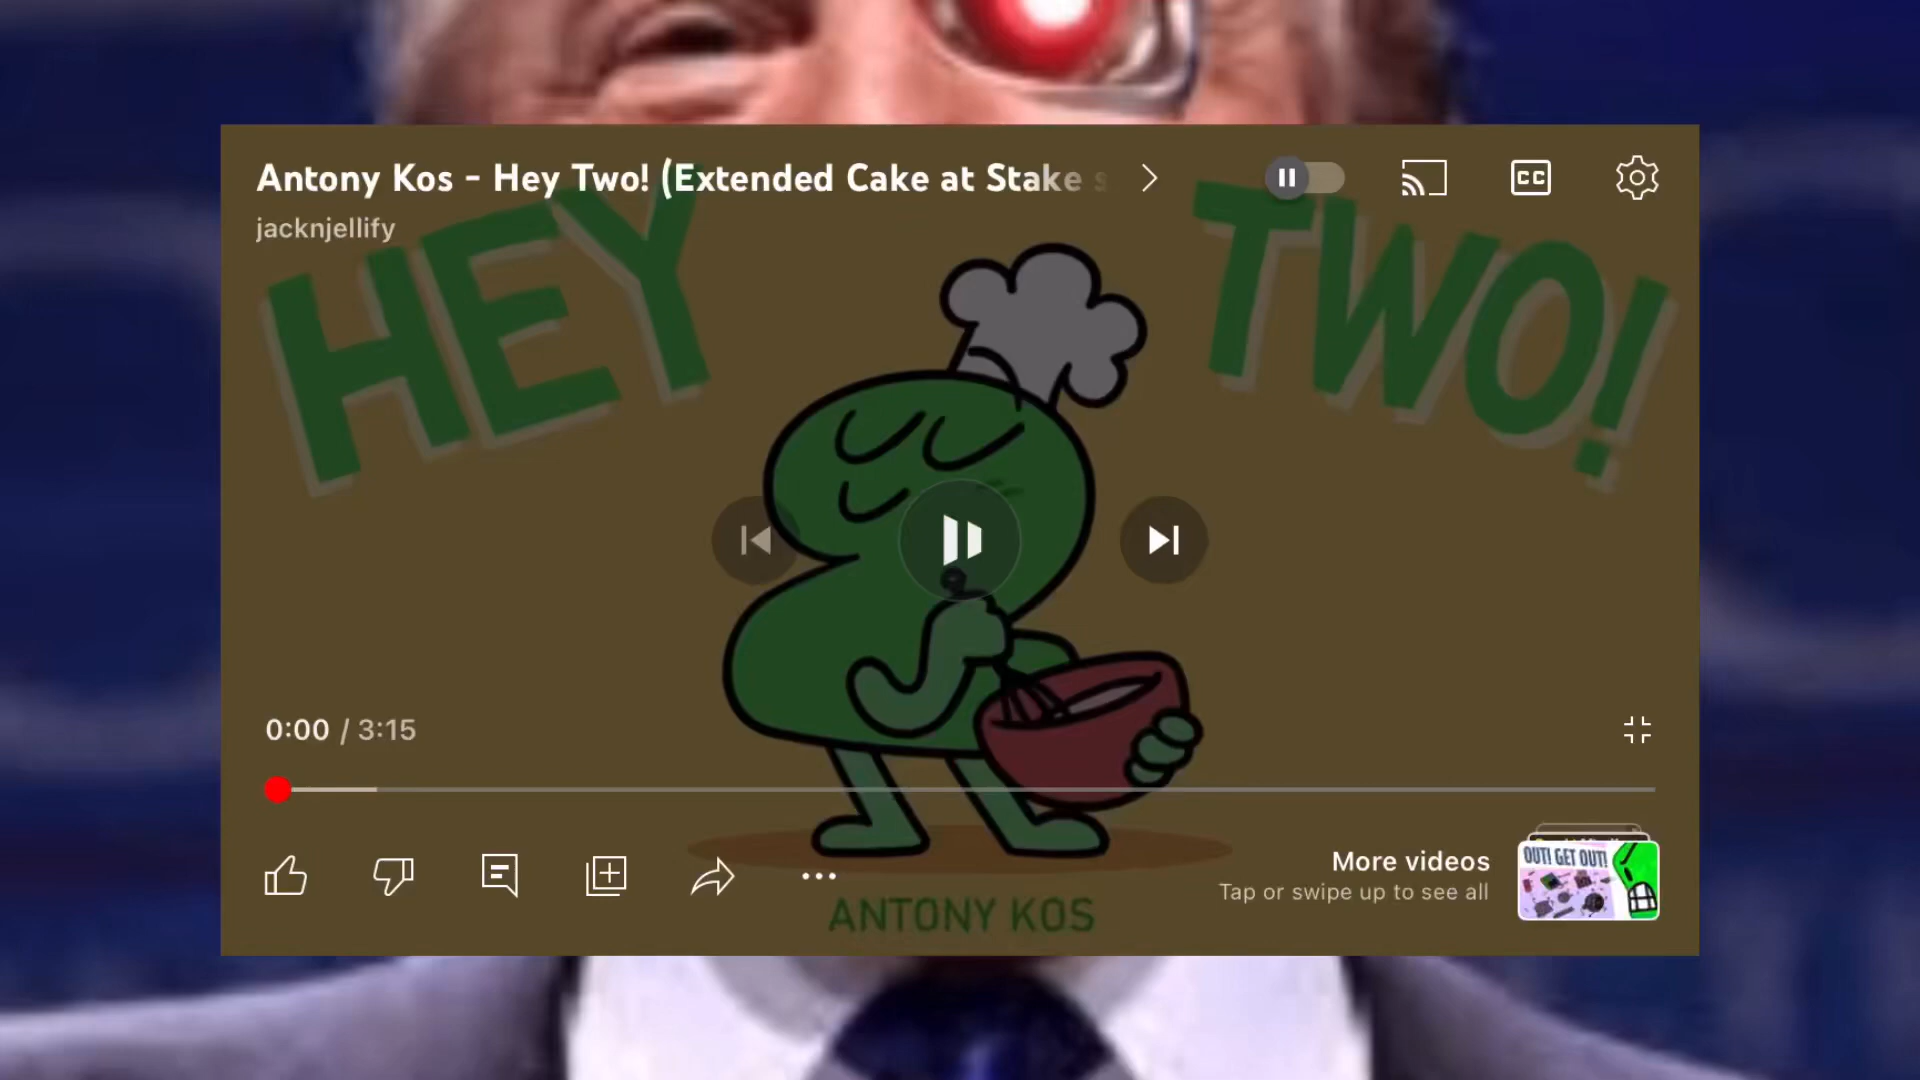 Antony Kos - Hey Two! (Extended Cake at Stake
jacknjellify
CC
HEY TWO!
0:00 / 3:15
More videos
Tap or swipe up to see all
OUT! GET OUT!
ANTONY KOS